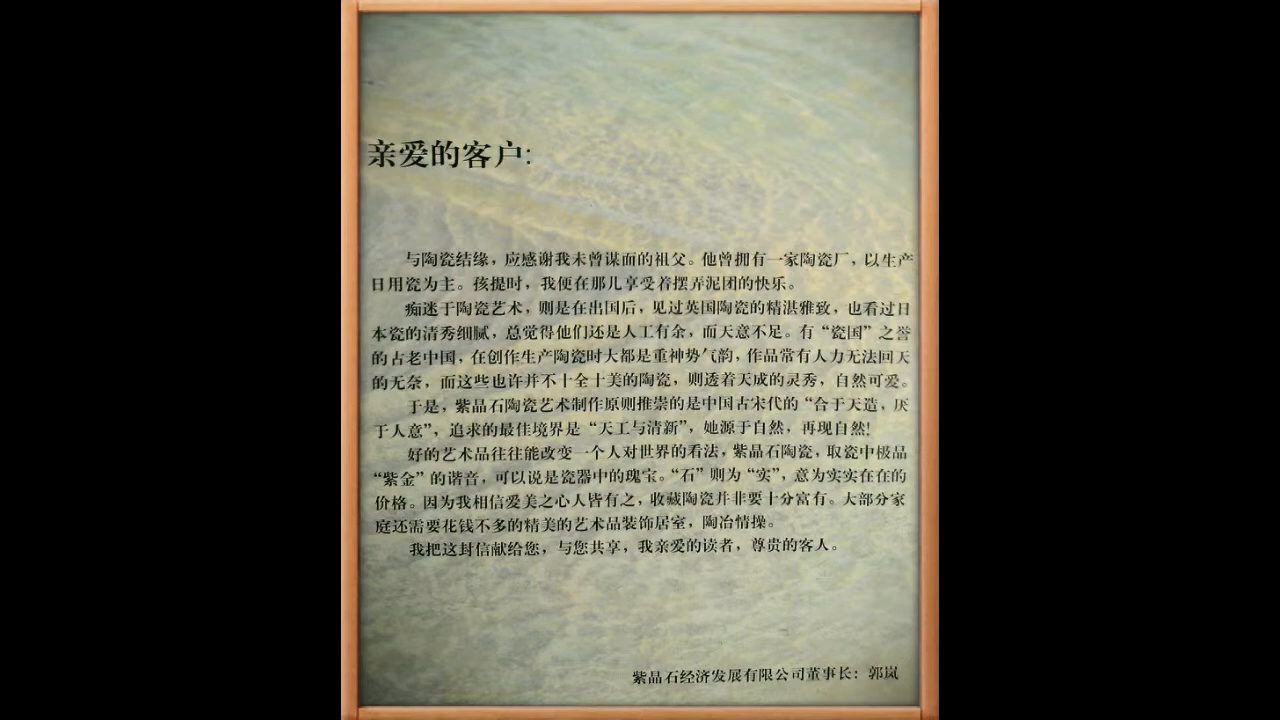 亲爱的客户:
与陶瓷结缘，应感谢我未曾谋面的祖父。他曾拥有一家陶瓷厂，以生产
日用瓷为主。孩提时，我便在那儿享受着摆弄泥团的快乐。
痴迷于陶瓷艺术，则是在出国后，见过英国陶瓷的精湛雅致，也看过日
本瓷的清秀细腻，总觉得他们还是人工有余，而天意不足。有“瓷国”之誉
的古老中国，在创作生产陶瓷时大都是重神势气韵，作品常有人力无法回天
的无奈，而这些也许并不十全十美的陶瓷，则透着天成的灵秀，自然可爱。
于是，紫晶石陶瓷艺术制作原则推崇的是中国古宋代的“合于天造，厌
于人意”，追求的最佳境界是“天工与清新”，她源于自然，再现自然!
好的艺术品往往能改变一个人对世界的看法，紫晶石陶瓷，取瓷中极品
“紫金”的谐音，可以说是瓷器中的瑰宝。“石”则为“实”，意为实实在在的
价格。因为我相信爱美之心人皆有之，收藏陶瓷并非要十分富有。大部分家
庭还需要花钱不多的精美的艺术品装饰居室，陶冶情操。
我把这封信献给您，与您共享，我亲爱的读者，尊贵的客人。
紫晶石经济发展有限公司董事长：郭岚